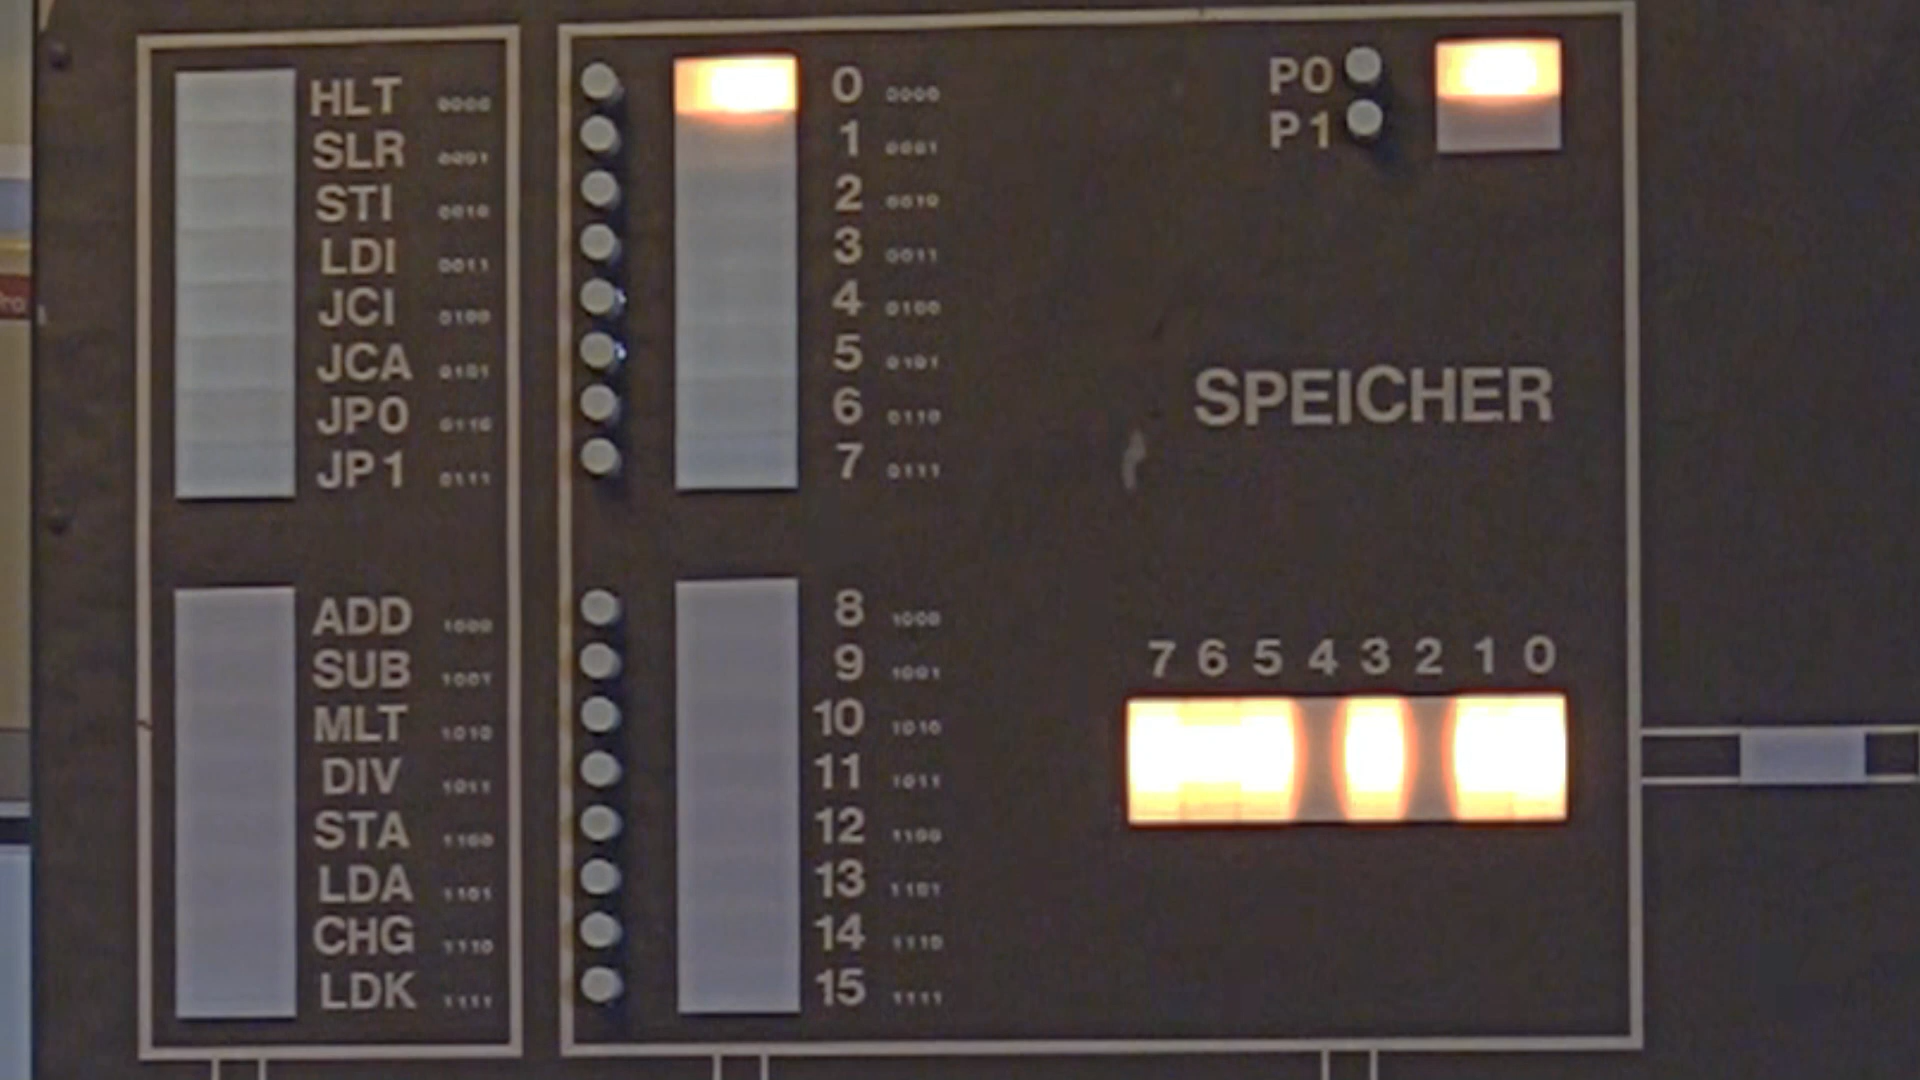 HLT 0000
SLR 0001
STI 0010
LDI 0011
JCI 0100
JCA 0101
JP0 0110
JP1 0111
ADD 1000
SUB 1001
MLT 1010
DIV 1011
STA 1100
LDA 1101
CHG 1110
LDK 1111
0 0000
1 0001
2 0010
3 0011
4 0100
5 0101
6 0110
7 0111
8 1000
9 1001
10 1010
11 1011
12 1100
13 1101
14 1110
15 1111
P0
P1
SPEICHER
7 6 5 4 3 2 1 0